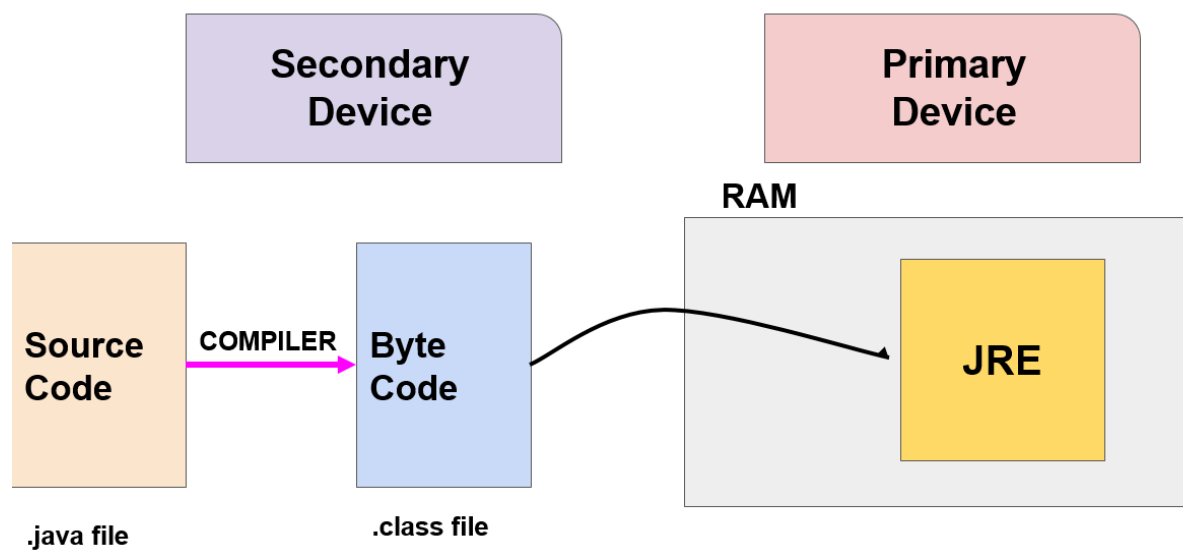 Secondary
Device
Primary
Device
RAM
Source
Code
COMPILER
Byte
Code
JRE
.java file
.class file